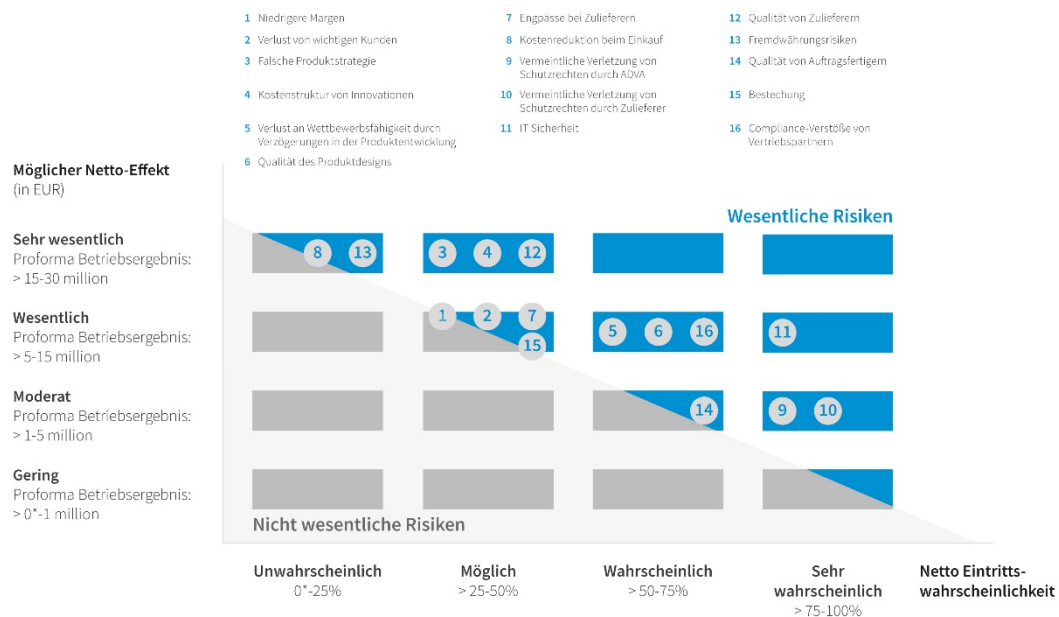 1 Niedrigere Margen
2 Verlust von wichtigen Kunden
3 Falsche Produktstrategie
4 Kostenstruktur von Innovationen
5 Verlust an Wettbewerbsfähigkeit durch
Verzögerungen in der Produktentwicklung
6 Qualität des Produktdesigns
7 Engpässe bei Zulieferern
8 Kostenreduktion beim Einkauf
9 Vermeintliche Verletzung von
Schutzrechten durch ADVA
10 Vermeintliche Verletzung von
Schutzrechten durch Zulieferer
11 IT Sicherheit
12 Qualität von Zulieferern
13 Fremdwährungsrisiken
14 Qualität von Auftragsfertigern
15 Bestechung
16 Compliance-Verstöße von
Vertriebspartnern
Möglicher Netto-Effekt
(in EUR)
Wesentliche Risiken
Sehr wesentlich
Proforma Betriebsergebnis:
> 15-30 million
8 13 3 4 12
Wesentlich
Proforma Betriebsergebnis:
> 5-15 million
1 2 7 5 6 16 11
15
Moderat
Proforma Betriebsergebnis:
> 1-5 million
14 9 10
Gering
Proforma Betriebsergebnis:
> 0*-1 million
Nicht wesentliche Risiken
Unwahrscheinlich
0*-25%
Möglich
> 25-50%
Wahrscheinlich
> 50-75%
Sehr
wahrscheinlich
> 75-100%
Netto Eintritts-
wahrscheinlichkeit